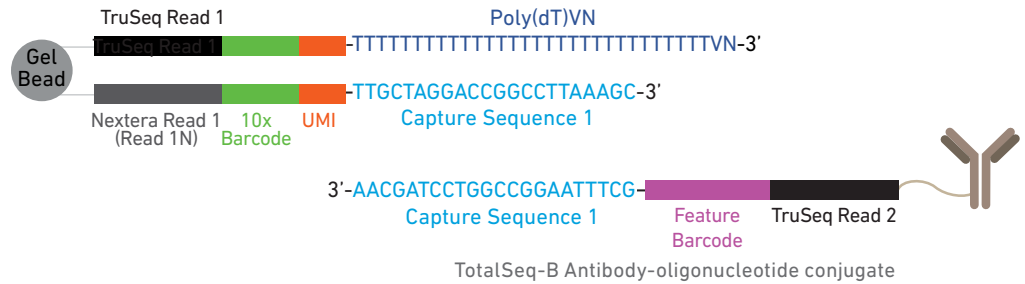 TruSeq Read 1
Poly(dT)VN
TruSeq Read 1
-TTTTTTTTTTTTTTTTTTTTTTTTTTTTTTVN-3’
Gel
Bead
-TTGCTAGGACCGGCCTTAAAGC-3’
Nextera Read 1
(Read 1N)
10x
Barcode
UMI
Capture Sequence 1
3’-AACGATCCTGGCCGGAATTTCG-
Capture Sequence 1
Feature
Barcode
TruSeq Read 2
TotalSeq-B Antibody-oligonucleotide conjugate